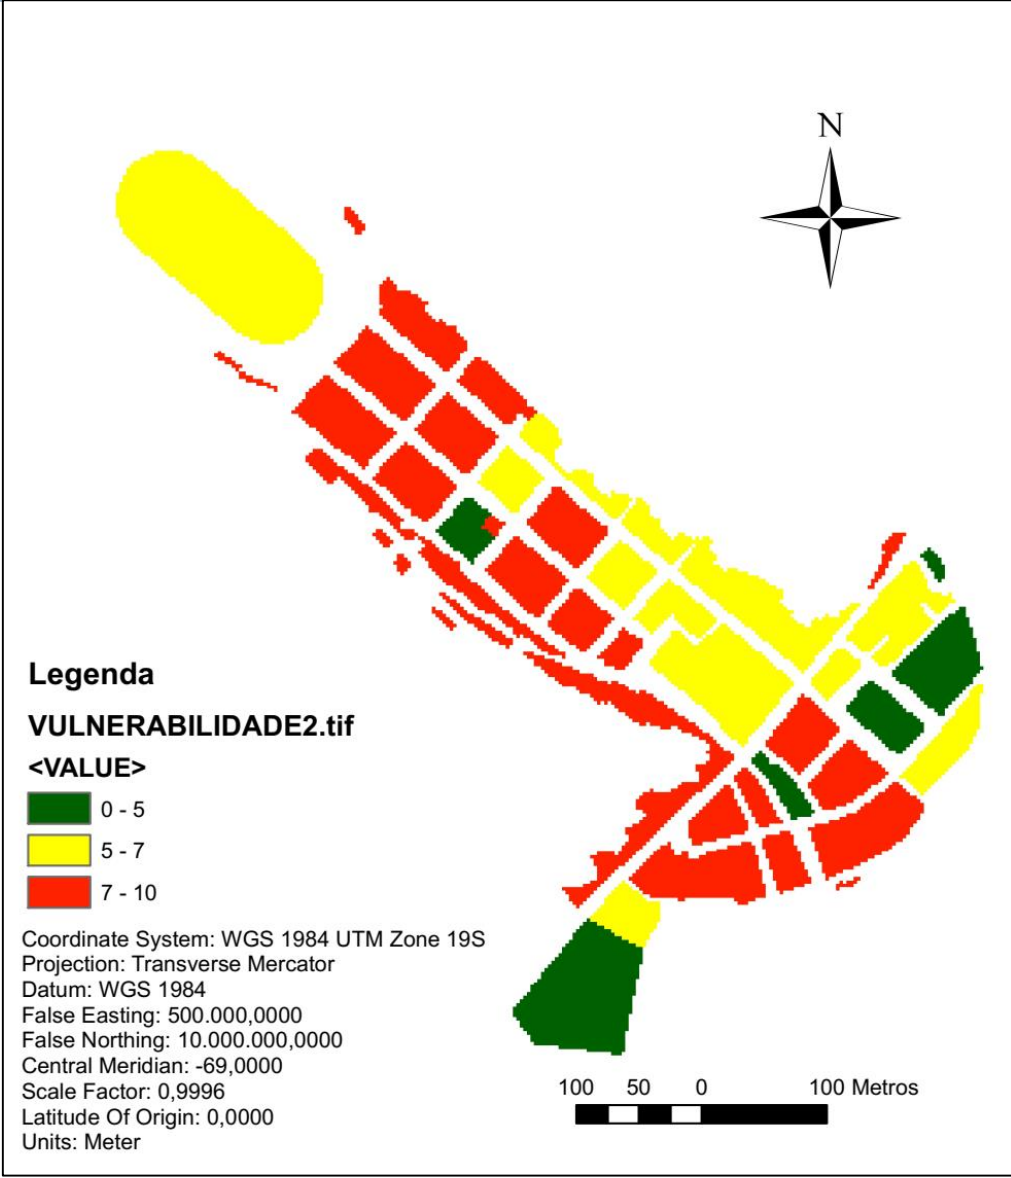 N
Legenda
VULNERABILIDADE2.tif
<VALUE>
0 - 5
5 - 7
7 - 10
Coordinate System: WGS 1984 UTM Zone 19S
Projection: Transverse Mercator
Datum: WGS 1984
False Easting: 500.000,0000
False Northing: 10.000.000,0000
Central Meridian: -69,0000
Scale Factor: 0,9996
Latitude Of Origin: 0,0000
Units: Meter
100 50 0 100 Metros